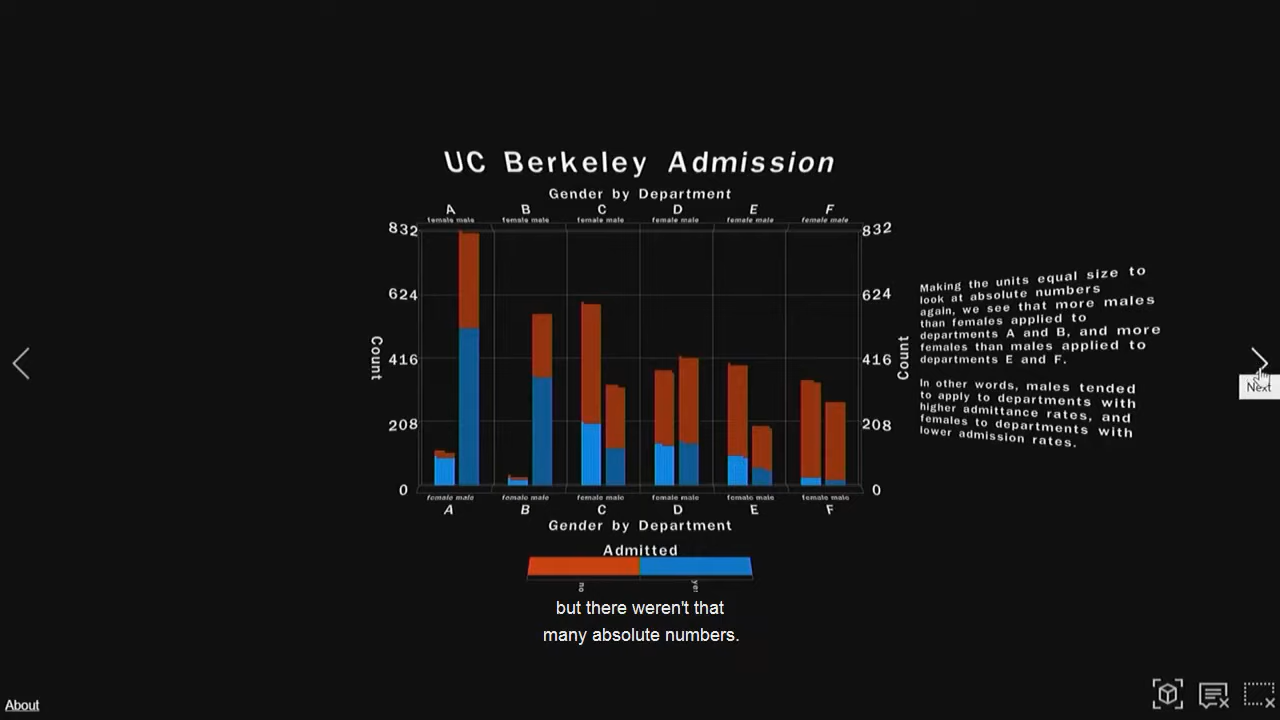 UC Berkeley Admission
Gender by Department
A B C D E F
female male female male female male female male female male female male
832 832
624 624
416 416
208 208
0 0
Count Count
female male female male female male female male female male female male
A B C D E F
Gender by Department
Admitted
no yes
Making the units equal size to
look at absolute numbers
again, we see that more males
than females applied to
departments A and B, and more
females than males applied to
departments E and F.
In other words, males tended
to apply to departments with
higher admittance rates, and
females to departments with
lower admission rates.
Next
but there weren't that
many absolute numbers.
About